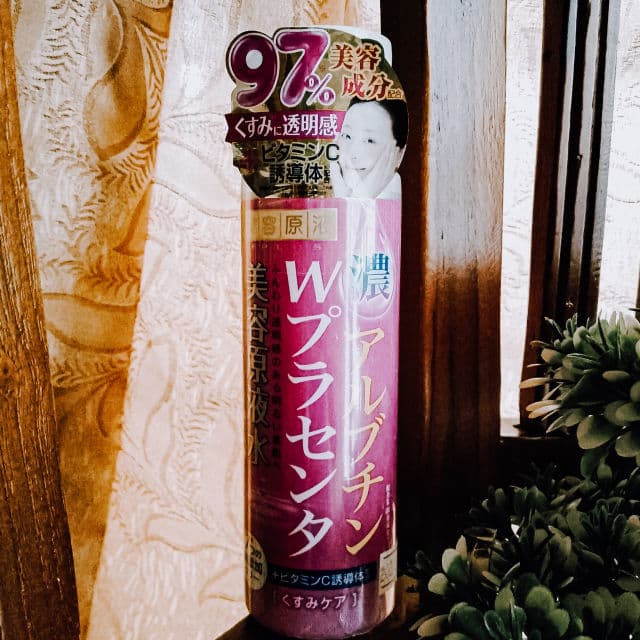 97%
美容
成分
くすみに透明感
ビタミンC
誘導体
容原液
濃
アルブチン
Wプラセンタ
美容原液水
+ビタミンC誘導体
[くすみケア]